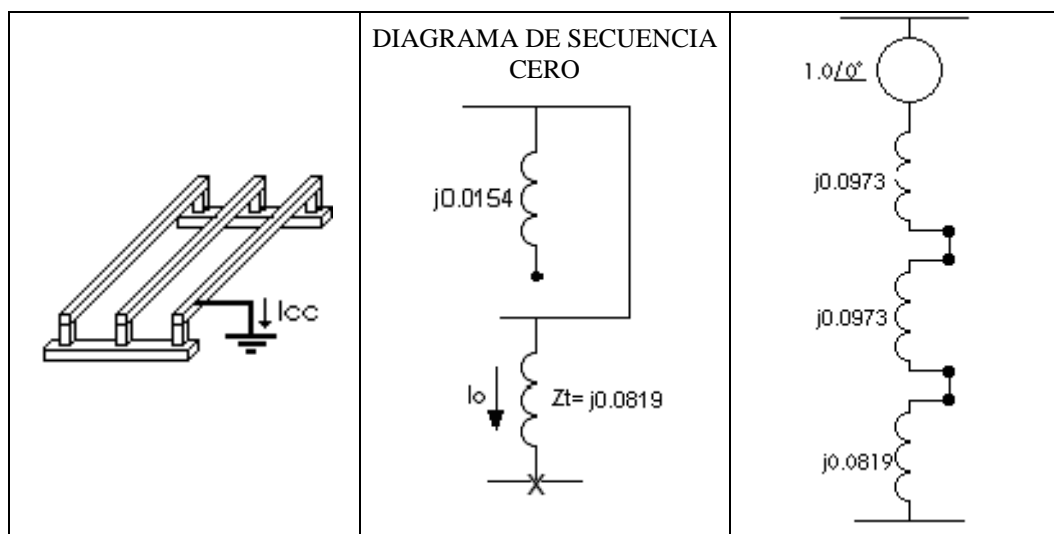 Icc
DIAGRAMA DE SECUENCIA
CERO
j0.0154
Io
Zt= j0.0819
X
1.0/0°
j0.0973
j0.0973
j0.0819